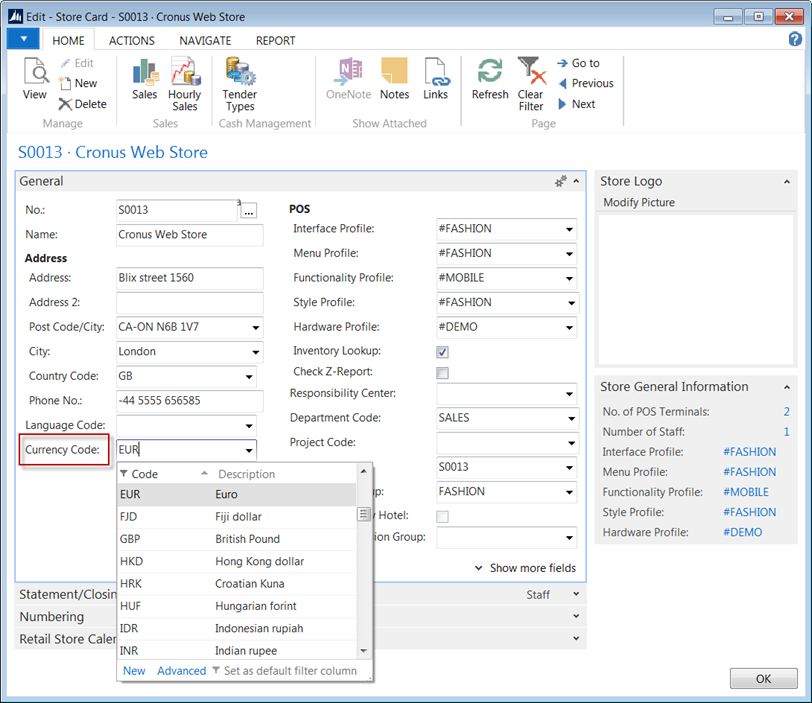 Edit - Store Card - S0013 · Cronus Web Store
HOME ACTIONS NAVIGATE REPORT
View
Edit
New
Delete
Manage
Sales
Hourly
Sales
Sales
Tender
Types
Cash Management
OneNote
Notes
Links
Show Attached
Refresh
Clear
Filter
Go to
Previous
Next
Page
S0013 · Cronus Web Store
General
No.: S0013 ...
Name: Cronus Web Store
Address
Address: Blix street 1560
Address 2:
Post Code/City: CA-ON N6B 1V7
City: London
Country Code: GB
Phone No.: -44 5555 656585
Language Code:
Currency Code: EUR
Code Description
EUR Euro
FJD Fiji dollar
GBP British Pound
HKD Hong Kong dollar
HRK Croatian Kuna
HUF Hungarian forint
IDR Indonesian rupiah
INR Indian rupee
New Advanced Set as default filter column
POS
Interface Profile: #FASHION
Menu Profile: #FASHION
Functionality Profile: #MOBILE
Style Profile: #FASHION
Hardware Profile: #DEMO
Inventory Lookup:
Check Z-Report:
Responsibility Center:
Department Code: SALES
Project Code:
S0013
up: FASHION
Hotel:
ion Group:
Show more fields
Statement/Closin Staff
Numbering
Retail Store Caler
Store Logo
Modify Picture
Store General Information
No. of POS Terminals: 2
Number of Staff: 1
Interface Profile: #FASHION
Menu Profile: #FASHION
Functionality Profile: #MOBILE
Style Profile: #FASHION
Hardware Profile: #DEMO
OK